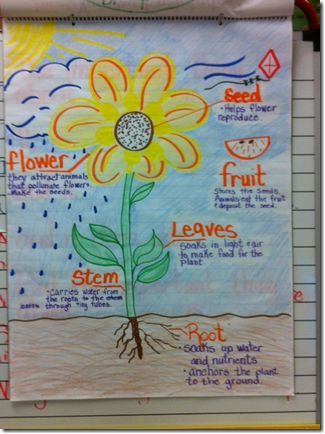 Seed
• Helps flower
reproduce.
flower
they attract animals
that pollunate flowers.
Make the seeds.
fruit
Stores the seeds.
Animals eat the fruit
& deposit the seed.
Leaves
soaks in light & air
to make food for the
plant
Stem
• Carries water from
the roots to the
through tiny tubes.
Root
• soaks up water
and nutrients
• anchors the plant
to the ground.